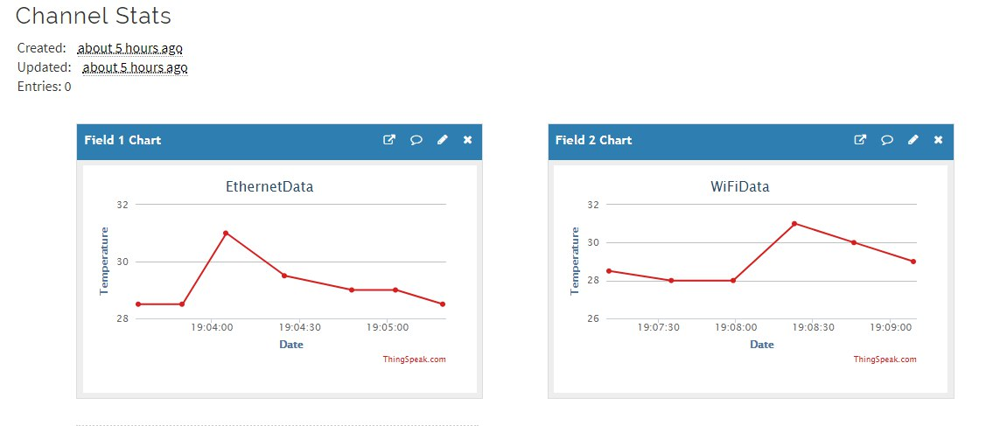 Channel Stats
Created: about 5 hours ago
Updated: about 5 hours ago
Entries: 0
Field 1 Chart
EthernetData
32
30
28
Temperature
19:04:00 19:04:30 19:05:00
Date
ThingSpeak.com
Field 2 Chart
WiFiData
32
30
28
26
Temperature
19:07:30 19:08:00 19:08:30 19:09:00
Date
ThingSpeak.com